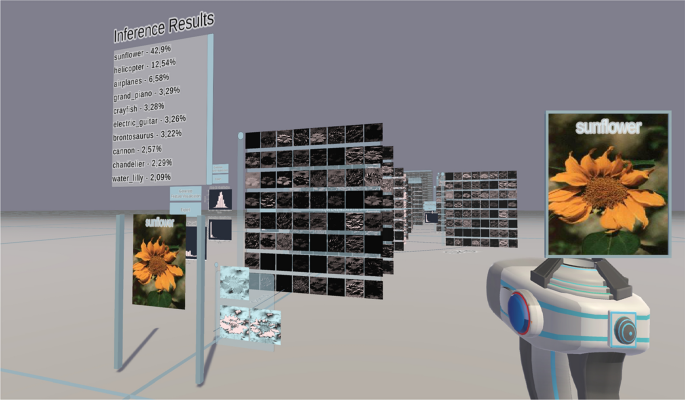 Inference Results
sunflower - 42,9%
helicopter - 12,54%
airplanes - 6,58%
grand_piano - 3,29%
crayfish - 3,28%
electric_guitar - 3,26%
brontosaurus - 3,22%
cannon - 2,57%
chandelier - 2,29%
water_lilly - 2,09%
sunflower
sunflower